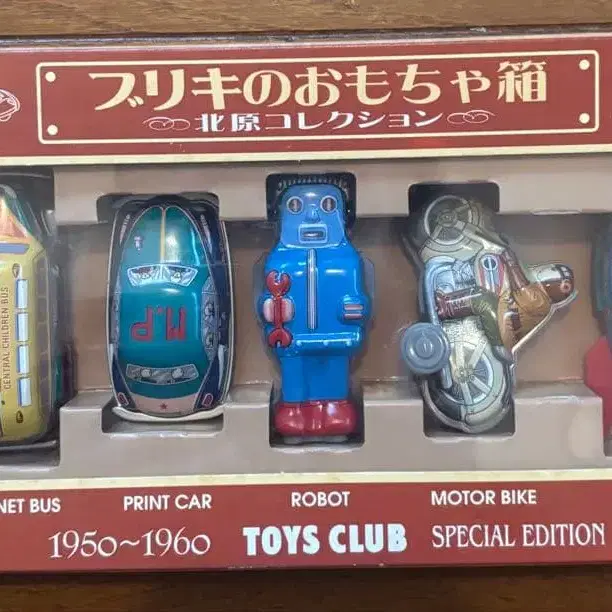 ブリキのおもちゃ箱
北原コレクション
CENTRAL CHILDREN BUS
M.P
NET BUS
PRINT CAR
ROBOT
MOTOR BIKE
1950~1960
TOYS CLUB
SPECIAL EDITION